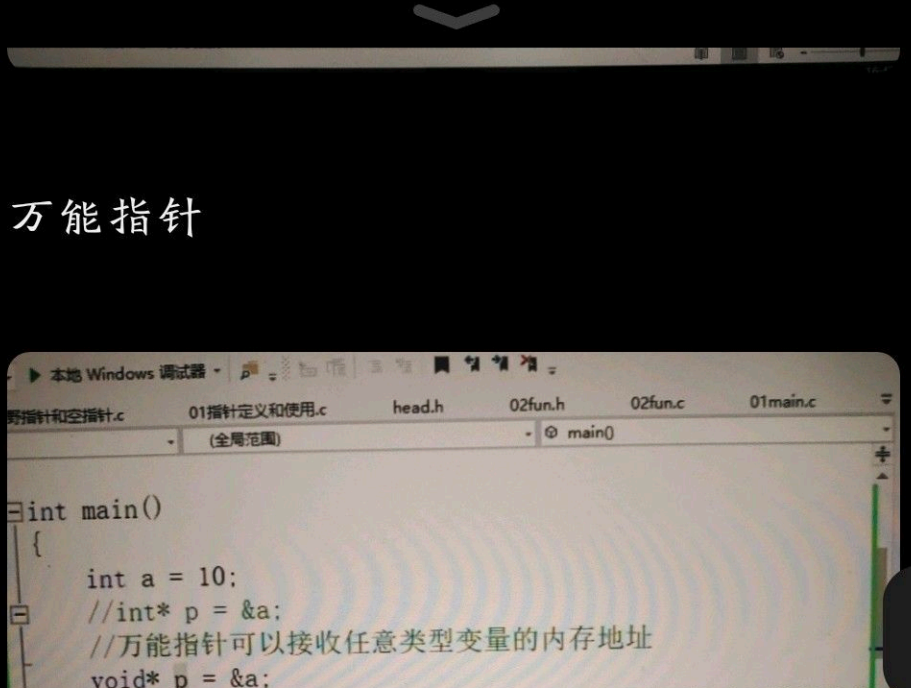 万能指针
本地 Windows 调试器
野指针和空指针.c 01指针定义和使用.c head.h 02fun.h 02fun.c 01main.c
(全局范围) main()
int main()
{
int a = 10;
//int* p = &a;
//万能指针可以接收任意类型变量的内存地址
void* p = &a;